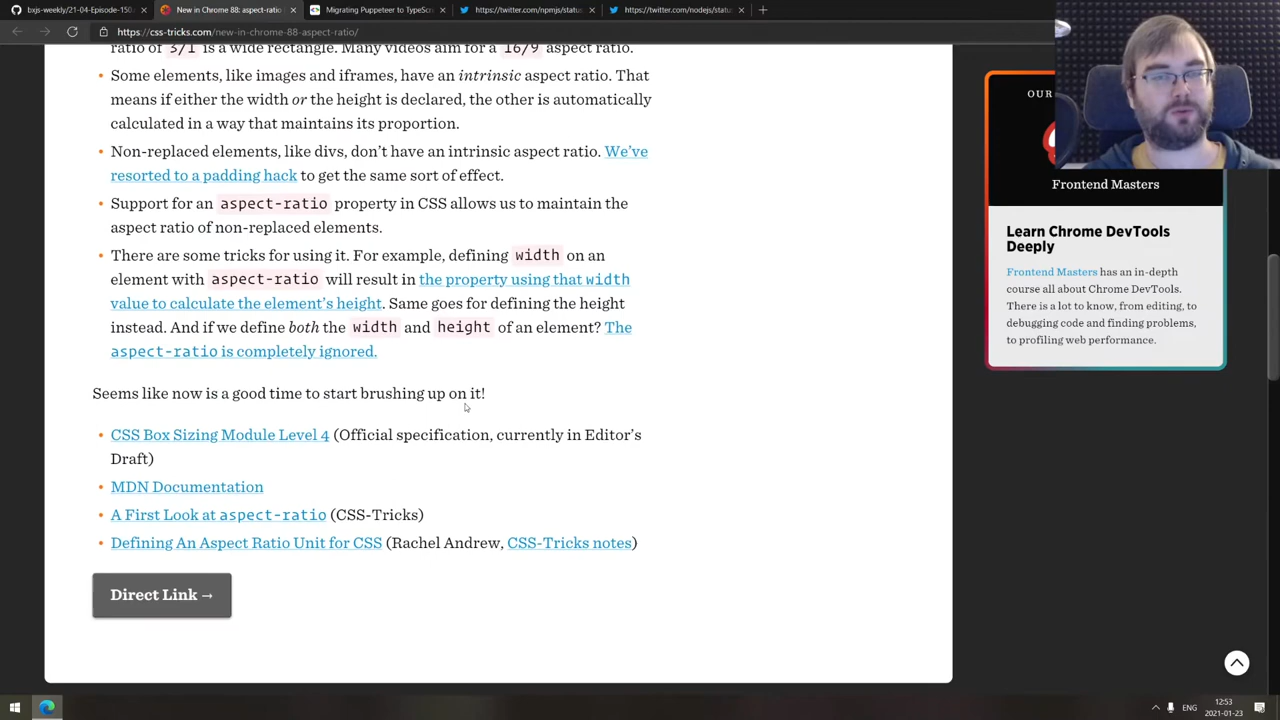 bxjs-weekly/21-04-Episode-150
New in Chrome 88: aspect-ratio
Migrating Puppeteer to TypeScr
https://twitter.com/npmjs/status
https://twitter.com/nodejs/statu
https://css-tricks.com/new-in-chrome-88-aspect-ratio/
ratio of 3/1 is a wide rectangle. Many videos aim for a 16/9 aspect ratio.
• Some elements, like images and iframes, have an intrinsic aspect ratio. That
means if either the width or the height is declared, the other is automatically
calculated in a way that maintains its proportion.
• Non-replaced elements, like divs, don’t have an intrinsic aspect ratio. We’ve
resorted to a padding hack to get the same sort of effect.
• Support for an aspect-ratio property in CSS allows us to maintain the
aspect ratio of non-replaced elements.
• There are some tricks for using it. For example, defining width on an
element with aspect-ratio will result in the property using that width
value to calculate the element’s height. Same goes for defining the height
instead. And if we define both the width and height of an element? The
aspect-ratio is completely ignored.
Seems like now is a good time to start brushing up on it!
• CSS Box Sizing Module Level 4 (Official specification, currently in Editor’s
Draft)
• MDN Documentation
• A First Look at aspect-ratio (CSS-Tricks)
• Defining An Aspect Ratio Unit for CSS (Rachel Andrew, CSS-Tricks notes)
Direct Link →
OUR
Frontend Masters
Learn Chrome DevTools
Deeply
Frontend Masters has an in-depth
course all about Chrome DevTools.
There is a lot to know, from editing, to
debugging code and finding problems,
to profiling web performance.
ENG
12:53
2021-01-23